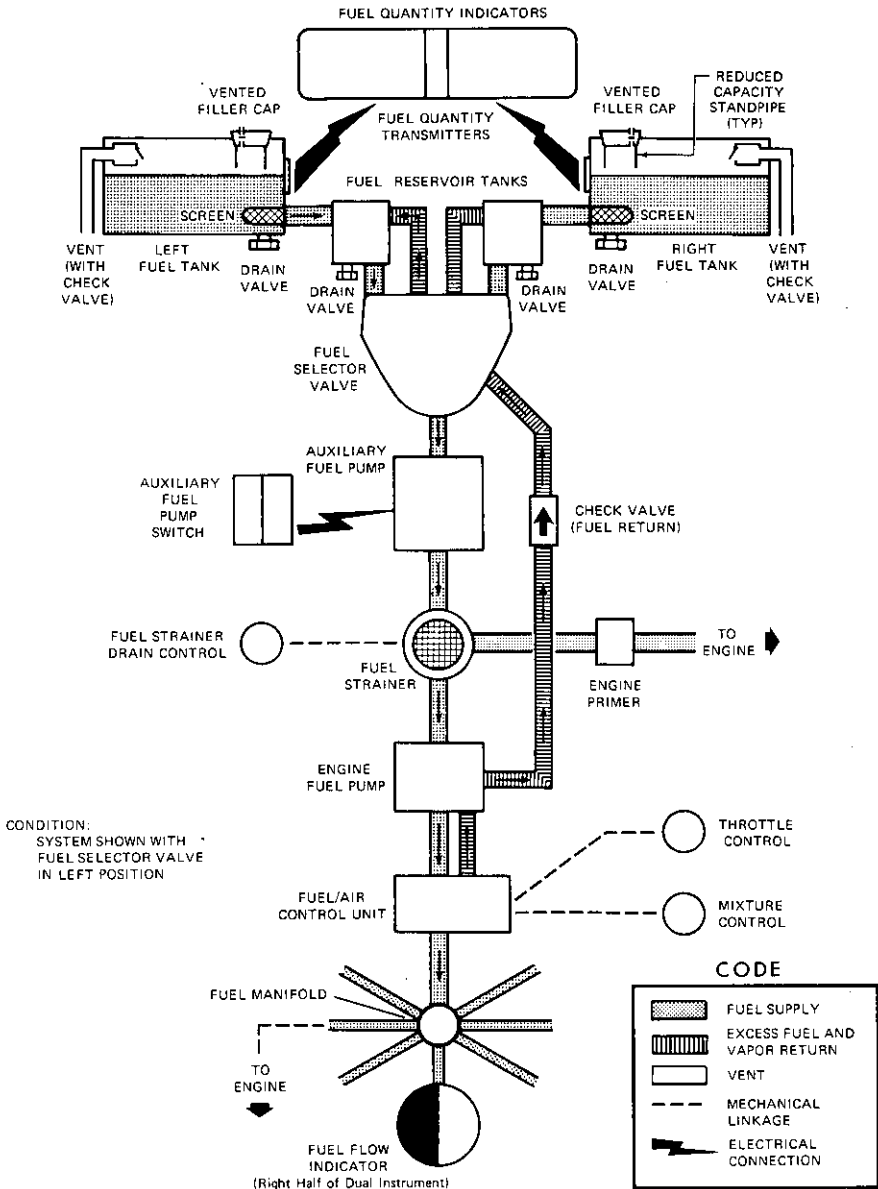 FUEL QUANTITY INDICATORS
VENTED
FILLER CAP
FUEL QUANTITY
TRANSMITTERS
VENTED
FILLER CAP
REDUCED
CAPACITY
STANDPIPE
(TYP)
FUEL RESERVOIR TANKS
SCREEN
SCREEN
VENT
(WITH
CHECK
VALVE)
LEFT
FUEL TANK
DRAIN
VALVE
DRAIN
VALVE
DRAIN
VALVE
DRAIN
VALVE
RIGHT
FUEL TANK
VENT
(WITH
CHECK
VALVE)
FUEL
SELECTOR
VALVE
AUXILIARY
FUEL PUMP
AUXILIARY
FUEL
PUMP
SWITCH
CHECK VALVE
(FUEL RETURN)
FUEL STRAINER
DRAIN CONTROL
FUEL
STRAINER
ENGINE
PRIMER
TO
ENGINE
ENGINE
FUEL PUMP
CONDITION:
SYSTEM SHOWN WITH
FUEL SELECTOR VALVE
IN LEFT POSITION
THROTTLE
CONTROL
FUEL/AIR
CONTROL UNIT
MIXTURE
CONTROL
FUEL MANIFOLD
TO
ENGINE
FUEL FLOW
INDICATOR
(Right Half of Dual Instrument)
CODE
FUEL SUPPLY
EXCESS FUEL AND
VAPOR RETURN
VENT
MECHANICAL
LINKAGE
ELECTRICAL
CONNECTION